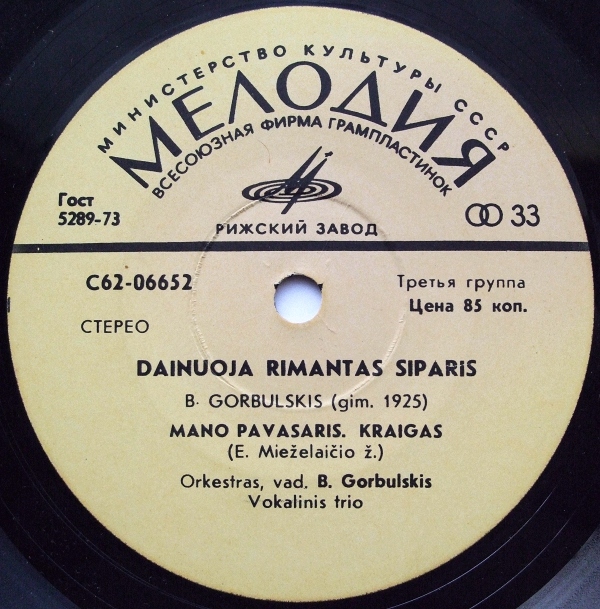 МИНИСТЕРСТВО КУЛЬТУРЫ СССР
МЕЛОДИЯ
ВСЕСОЮЗНАЯ ФИРМА ГРАМПЛАСТИНОК
Гост
5289-73
33
РИЖСКИЙ ЗАВОД
С62-06652
Третья группа
Цена 85 коп.
СТЕРЕО
DAINUOJA RIMANTAS SIPARiS
B. GORBULSKIS (gim. 1925)
MANO PAVASARIS. KRAIGAS
(E. Mieželaičio ž.)
Orkestras, vad. B. Gorbulskis
Vokalinis trio